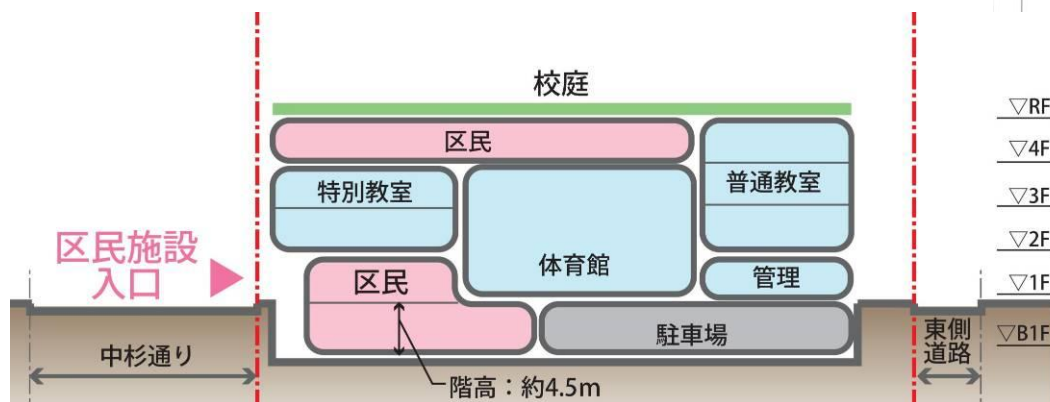 校庭
▽RF
区民
▽4F
特別教室
普通教室
▽3F
区民施設
入口
▽2F
体育館
区民
管理
▽1F
駐車場
中杉通り
東側
道路
▽B1F
階高：約4.5m